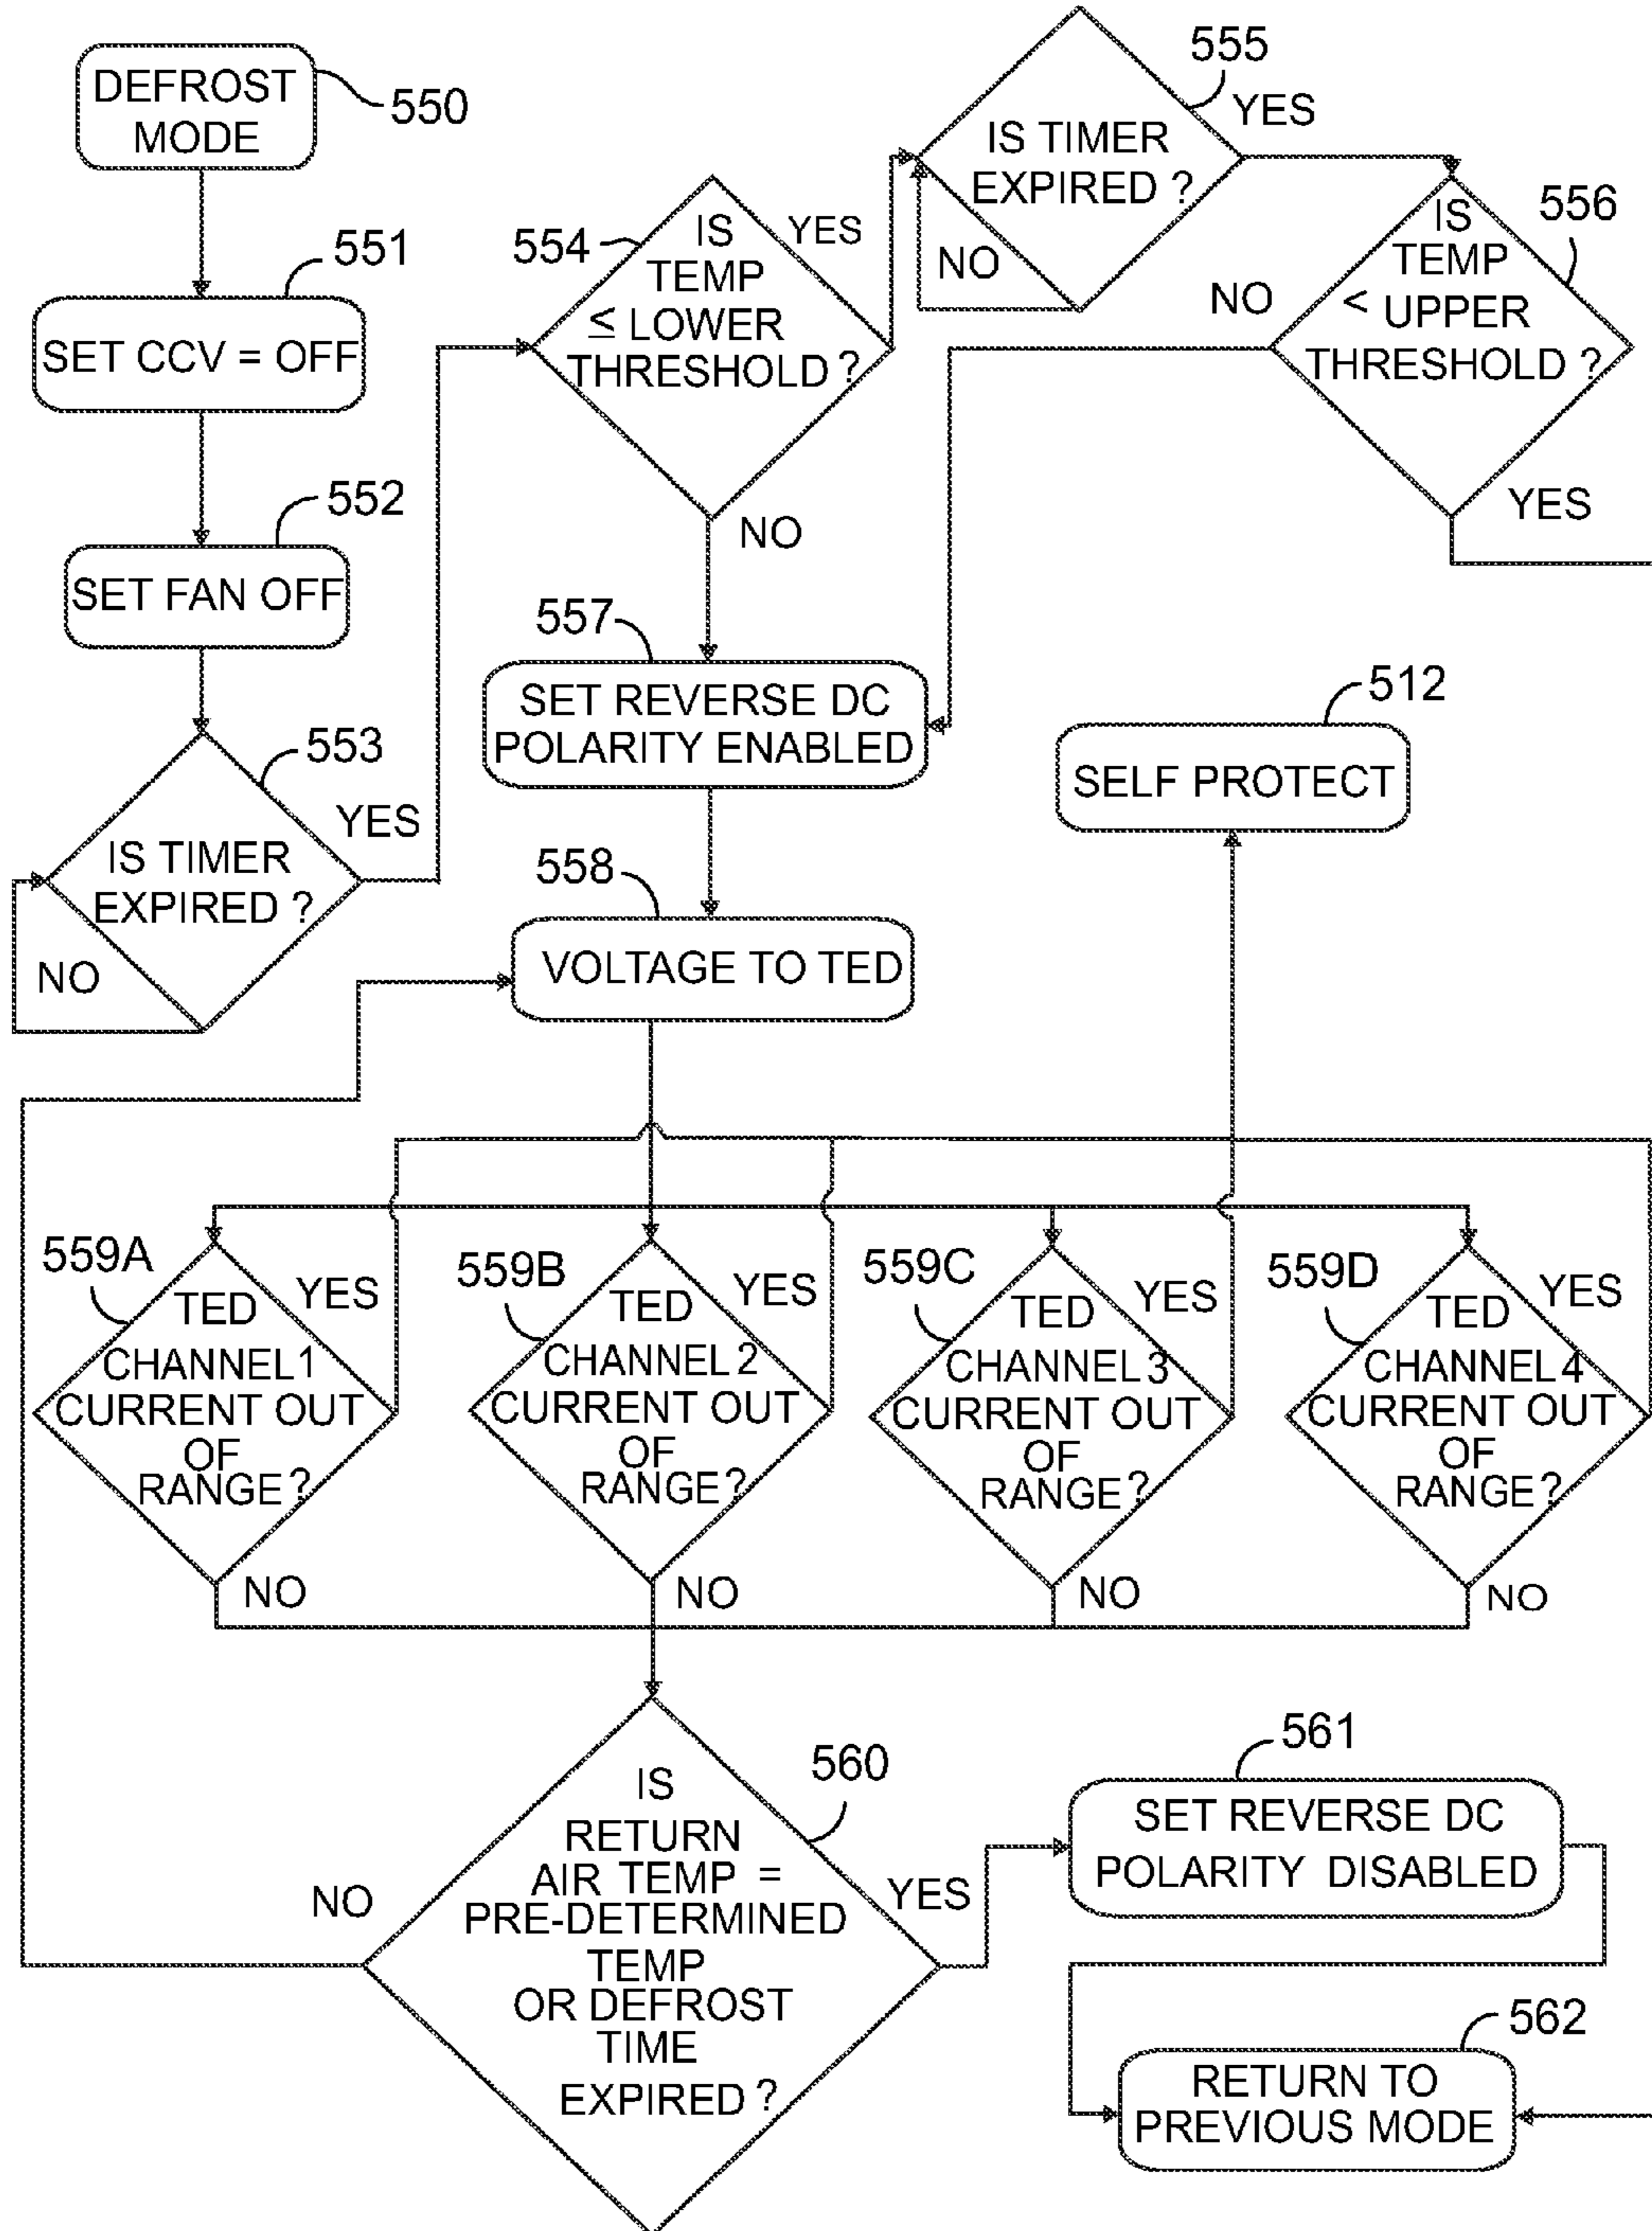 DEFROST
MODE
550
551
SET CCV = OFF
552
SET FAN OFF
553
YES
IS TIMER
EXPIRED ?
NO
554
IS
TEMP
≤ LOWER
THRESHOLD ?
YES
NO
555
YES
IS TIMER
EXPIRED ?
NO
556
IS
TEMP
< UPPER
THRESHOLD ?
NO
YES
557
SET REVERSE DC
POLARITY ENABLED
512
SELF PROTECT
558
VOLTAGE TO TED
559A
TED
YES
CHANNEL 1
CURRENT OUT
OF
RANGE?
NO
559B
TED
YES
CHANNEL 2
CURRENT OUT
OF
RANGE?
NO
559C
TED
YES
CHANNEL 3
CURRENT OUT
OF
RANGE?
NO
559D
TED
YES
CHANNEL 4
CURRENT OUT
OF
RANGE?
NO
560
IS
RETURN
AIR TEMP =
PRE-DETERMINED
TEMP
OR DEFROST
TIME
EXPIRED ?
NO
YES
561
SET REVERSE DC
POLARITY DISABLED
562
RETURN TO
PREVIOUS MODE